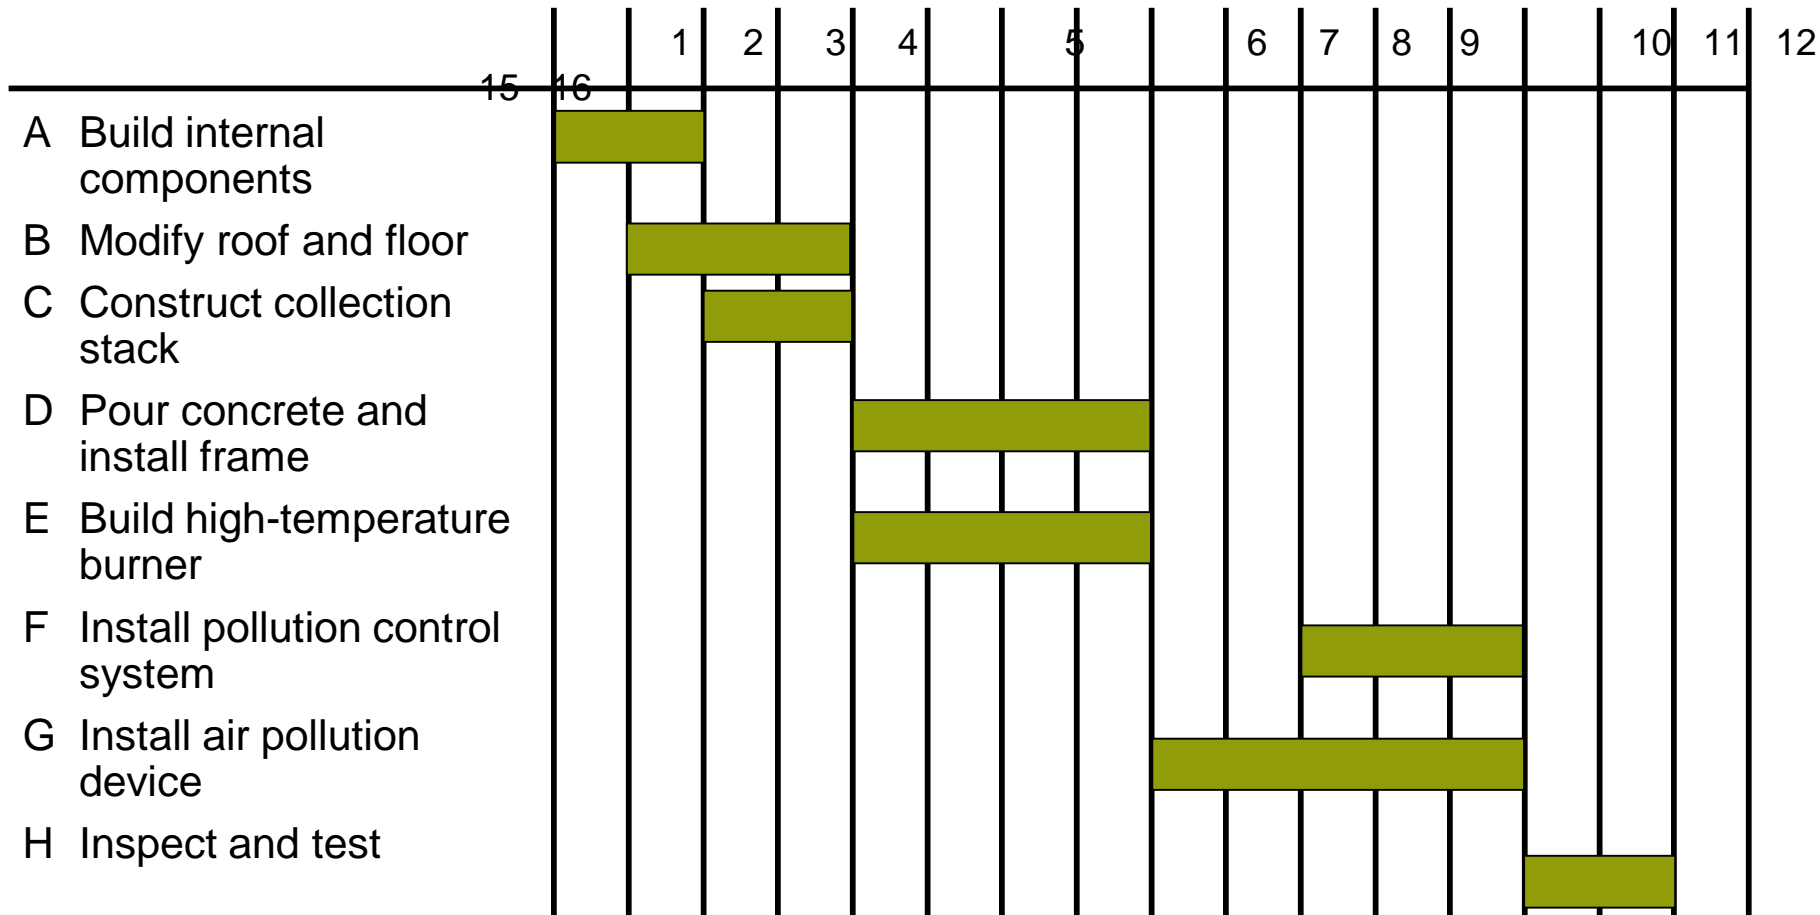 1 2 3 4 5 6 7 8 9 10 11 12
15 16
A Build internal
components
B Modify roof and floor
C Construct collection
stack
D Pour concrete and
install frame
E Build high-temperature
burner
F Install pollution control
system
G Install air pollution
device
H Inspect and test